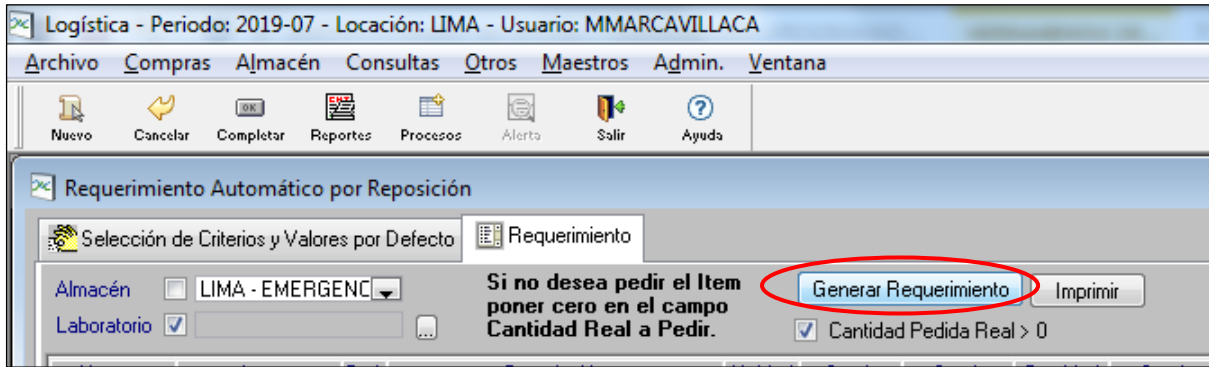 Logística - Periodo: 2019-07 - Locación: LIMA - Usuario: MMARCAVILLACA
Archivo Compras Almacén Consultas Otros Maestros Admin. Ventana
Nuevo Cancelar Completar Reportes Procesos Alerta Salir Ayuda
Requerimiento Automático por Reposición
Selección de Criterios y Valores por Defecto Requerimiento
Almacén LIMA - EMERGENC Si no desea pedir el Item Generar Requerimiento Imprimir
poner cero en el campo
Laboratorio ... Cantidad Real a Pedir. Cantidad Pedida Real > 0